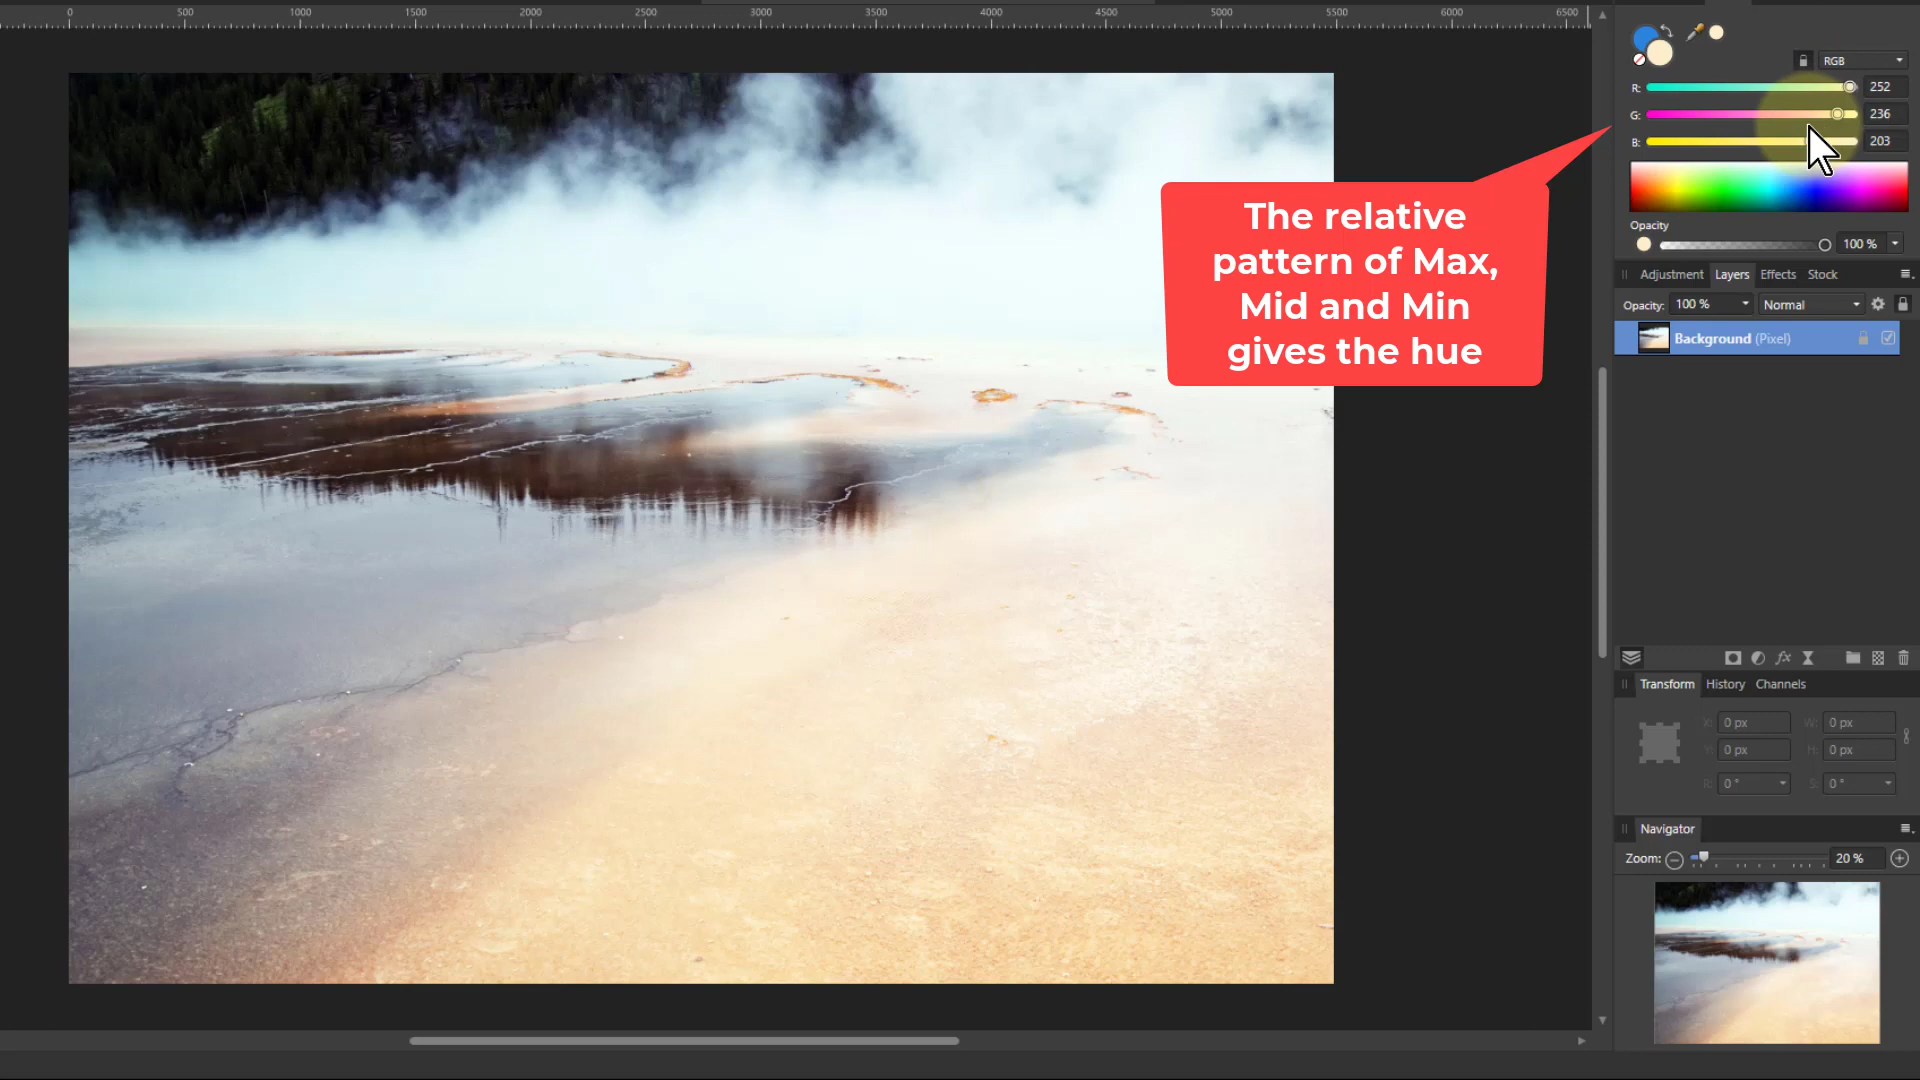 0 500 1000 1500 2000 2500 3000 3500 4000 4500 5000 5500 6000 6500
RGB
R: 252
G: 236
B: 203
The relative
pattern of Max,
Mid and Min
gives the hue
Opacity
100 %
Adjustment Layers Effects Stock
Opacity: 100 % Normal
Background (Pixel)
fx
Transform History Channels
X: 0 px W: 0 px
Y: 0 px H: 0 px
R: 0 ° S: 0 °
Navigator
Zoom: 20 %